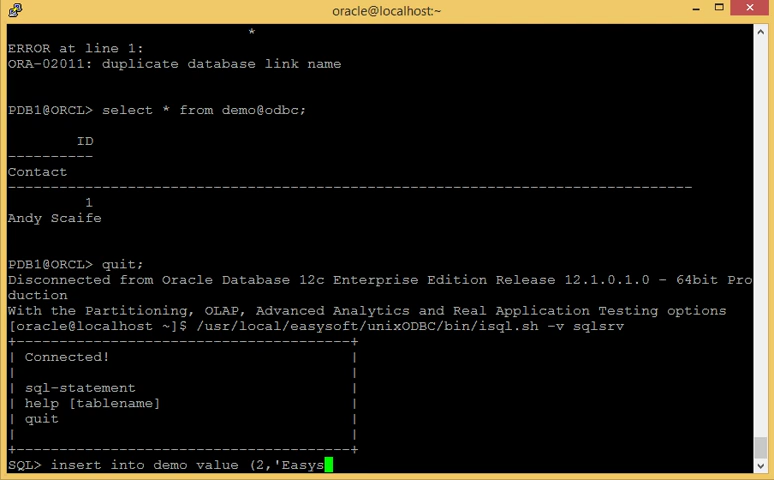 oracle@localhost:~
*
ERROR at line 1:
ORA-02011: duplicate database link name
PDB1@ORCL> select * from demo@odbc;
ID
----------
Contact
--------------------------------------------------------------------------------
1
Andy Scaife
PDB1@ORCL> quit;
Disconnected from Oracle Database 12c Enterprise Edition Release 12.1.0.1.0 - 64bit Pro
duction
With the Partitioning, OLAP, Advanced Analytics and Real Application Testing options
[oracle@localhost ~]$ /usr/local/easysoft/unixODBC/bin/isql.sh -v sqlsrv
+---------------------------------------+
| Connected!                            |
|                                       |
| sql-statement                         |
| help [tablename]                      |
| quit                                  |
|                                       |
+---------------------------------------+
SQL> insert into demo value (2,'Easys